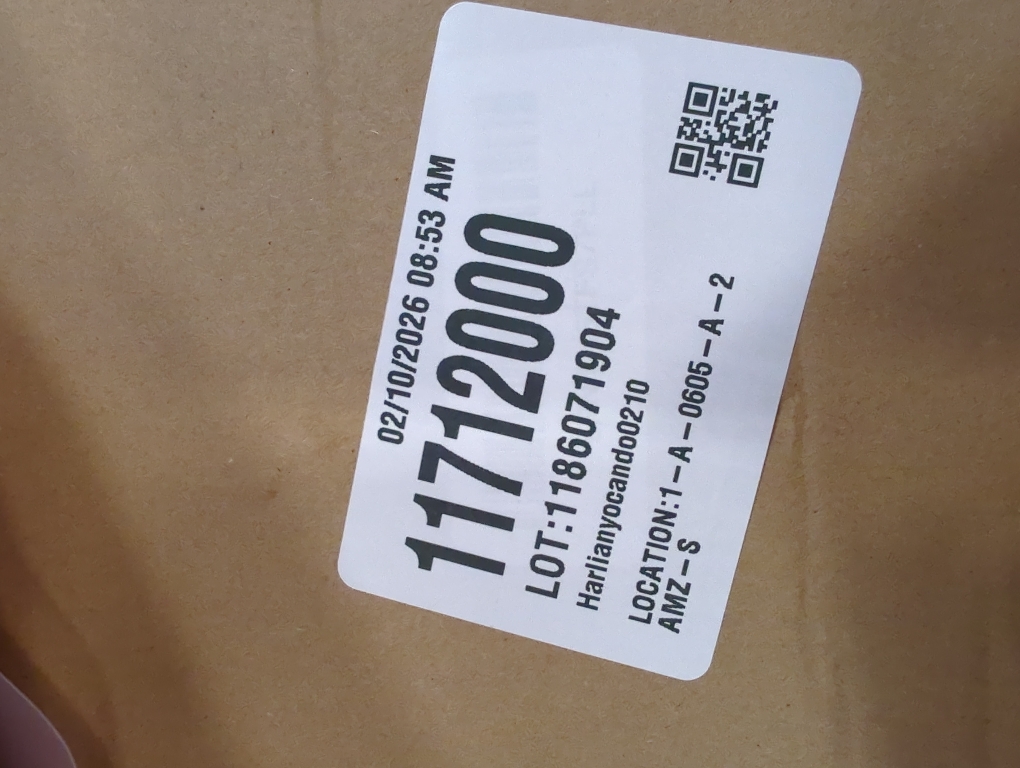 02/10/2026 08:53 AM
11712000
LOT:1186071904
Harlianyocando0210
LOCATION:1-A-0605-A-2
AMZ-S